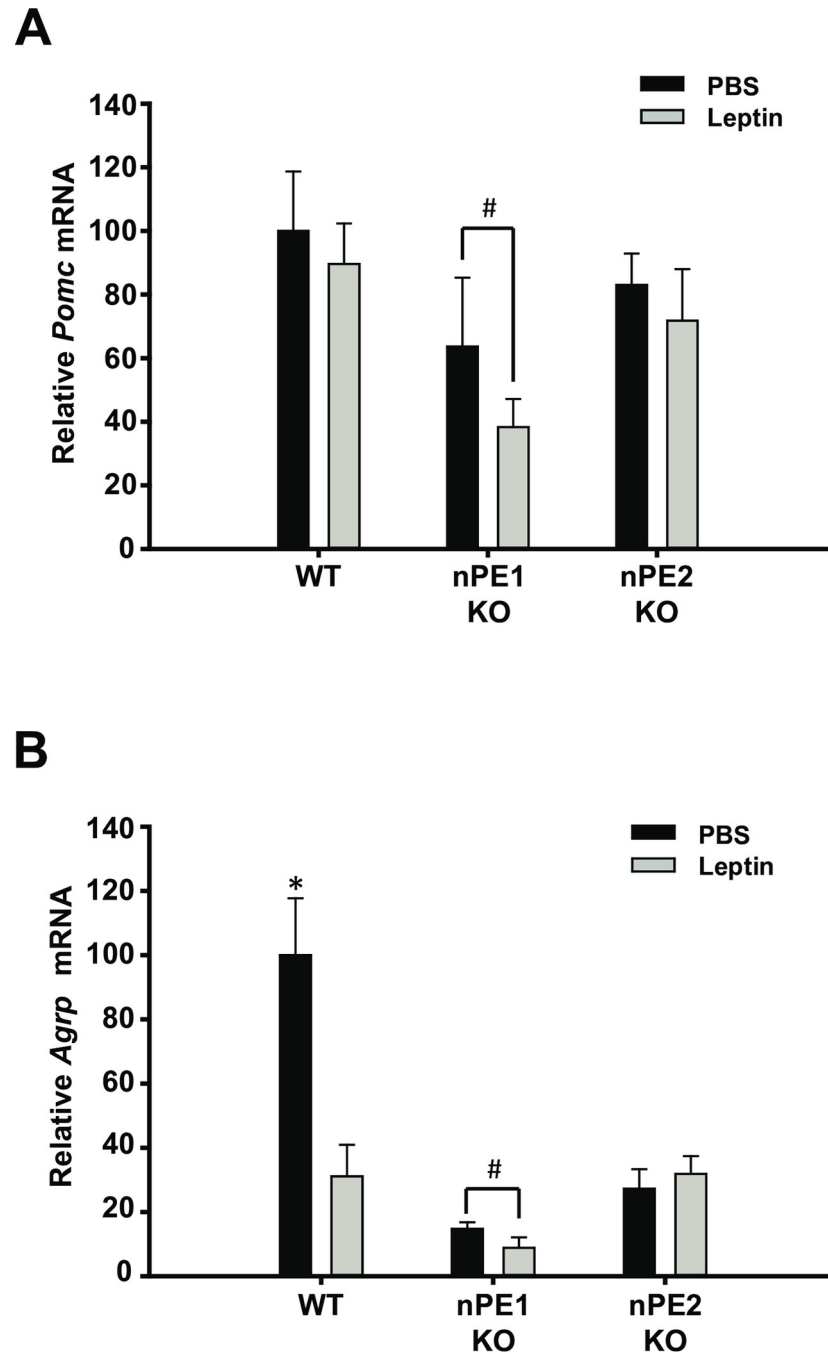 A
PBS
Leptin
Relative Pomc mRNA
140
120
100
80
60
40
20
0
#
WT
nPE1
KO
nPE2
KO
B
PBS
Leptin
Relative Agrp mRNA
140
120
100
80
60
40
20
0
*
#
WT
nPE1
KO
nPE2
KO